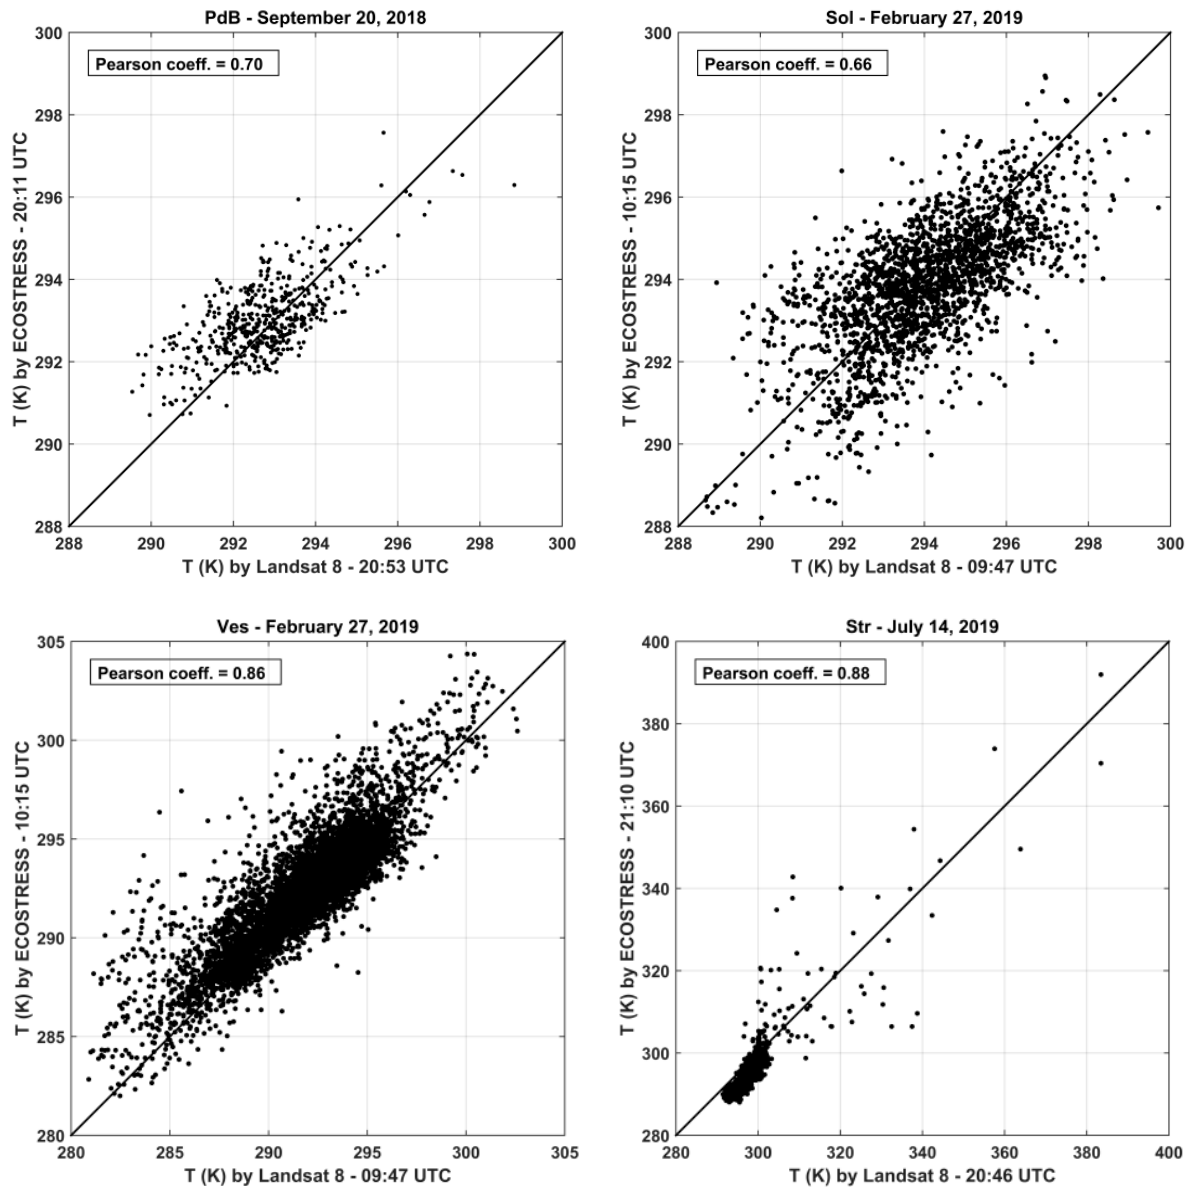 PdB - September 20, 2018
Pearson coeff. = 0.70
T (K) by ECOSTRESS - 20:11 UTC
300
298
296
294
292
290
288
288 290 292 294 296 298 300
T (K) by Landsat 8 - 20:53 UTC
Sol - February 27, 2019
Pearson coeff. = 0.66
T (K) by ECOSTRESS - 10:15 UTC
300
298
296
294
292
290
288
288 290 292 294 296 298 300
T (K) by Landsat 8 - 09:47 UTC
Ves - February 27, 2019
Pearson coeff. = 0.86
T (K) by ECOSTRESS - 10:15 UTC
305
300
295
290
285
280
280 285 290 295 300 305
T (K) by Landsat 8 - 09:47 UTC
Str - July 14, 2019
Pearson coeff. = 0.88
T (K) by ECOSTRESS - 21:10 UTC
400
380
360
340
320
300
280
280 300 320 340 360 380 400
T (K) by Landsat 8 - 20:46 UTC